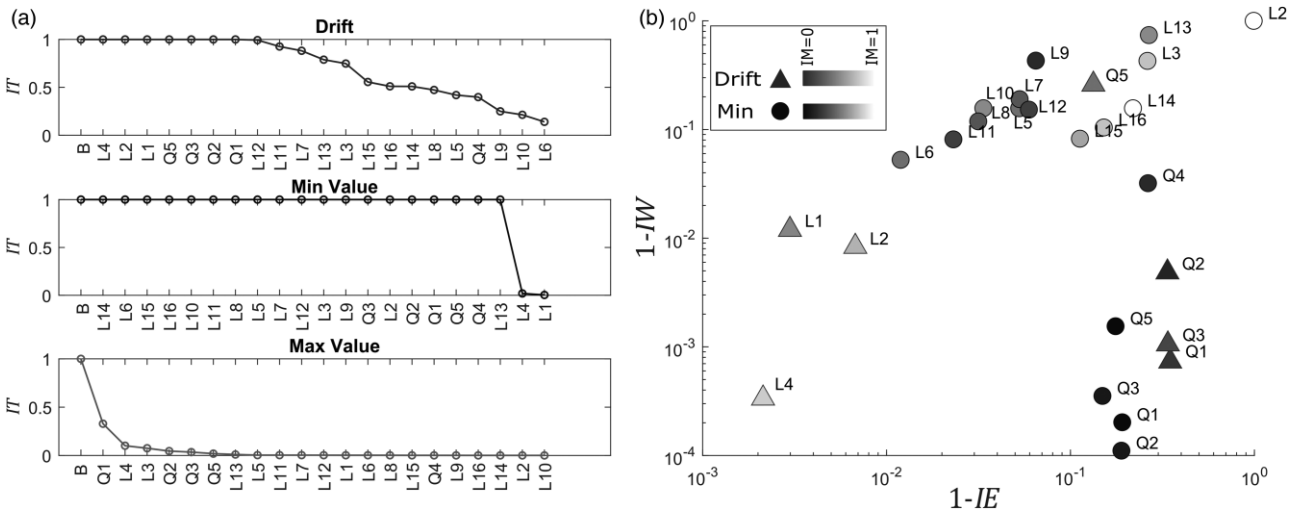 (a)
Drift
1
0.5
0
IT
B L4 L2 L1 Q5 Q3 Q2 Q1 L12 L11 L7 L13 L3 L15 L16 L14 L8 L5 Q4 L9 L10 L6
Min Value
1
0.5
0
IT
B L14 L6 L15 L16 L10 L11 L8 L5 L7 L12 L3 L9 Q3 L2 Q2 Q1 Q5 Q4 L13 L4 L1
Max Value
1
0.5
0
IT
B Q1 L4 L3 Q2 Q3 Q5 L13 L5 L11 L7 L12 L1 L6 L8 L15 Q4 L9 L16 L14 L2 L10
(b)
IM=0
IM=1
Drift
Min
L2
L13
L3
L9
Q5
L7
L10
L14
L12
L8
L5
L16
L11
L15
L6
Q4
L1
L2
Q2
Q5
Q3
Q1
L4
Q3
Q1
Q2
10⁰
10⁻¹
10⁻²
10⁻³
10⁻⁴
1-IW
10⁻³
10⁻²
10⁻¹
10⁰
1-IE